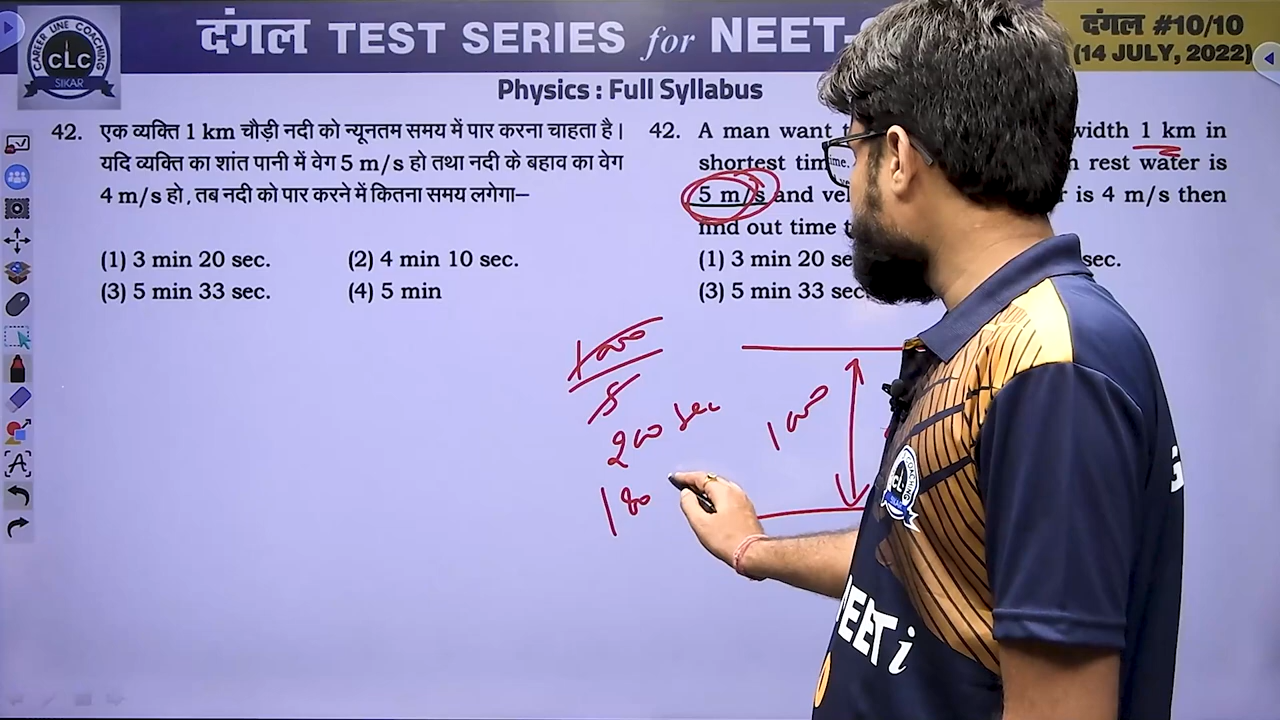 दंगल TEST SERIES for NEET-
दंगल #10/10
(14 JULY, 2022)
CAREER LINE COACHING
CLC
SIKAR
Physics : Full Syllabus
42. एक व्यक्ति 1 km चौड़ी नदी को न्यूनतम समय में पार करना चाहता है।
यदि व्यक्ति का शांत पानी में वेग 5 m/s हो तथा नदी के बहाव का वेग
4 m/s हो, तब नदी को पार करने में कितना समय लगेगा–
(1) 3 min 20 sec. (2) 4 min 10 sec.
(3) 5 min 33 sec. (4) 5 min
42. A man want width 1 km in
shortest rest water is
5 m/s and is 4 m/s then
find out time
(1) 3 min 20 sec.
(3) 5 min 33 sec
1000
5
200 sec
180
1000
NEET i